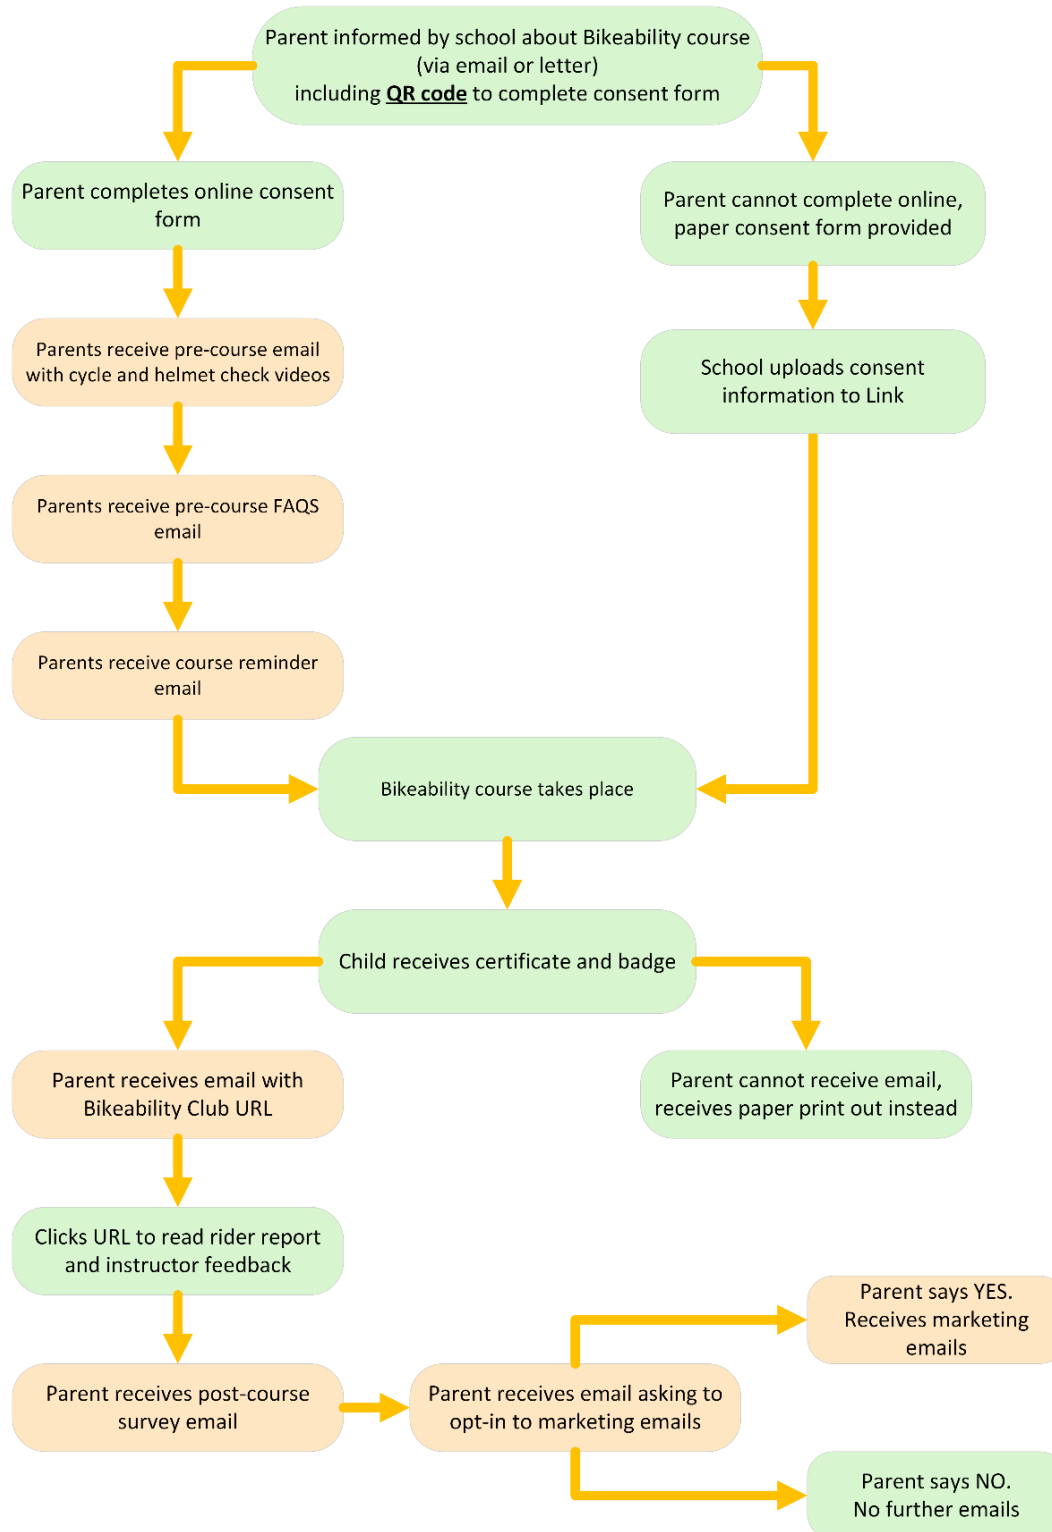 Parent informed by school about Bikeability course
(via email or letter)
including QR code to complete consent form
Parent completes online consent
form
Parent cannot complete online,
paper consent form provided
Parents receive pre-course email
with cycle and helmet check videos
School uploads consent
information to Link
Parents receive pre-course FAQS
email
Parents receive course reminder
email
Bikeability course takes place
Child receives certificate and badge
Parent receives email with
Bikeability Club URL
Parent cannot receive email,
receives paper print out instead
Clicks URL to read rider report
and instructor feedback
Parent receives post-course
survey email
Parent receives email asking to
opt-in to marketing emails
Parent says YES.
Receives marketing
emails
Parent says NO.
No further emails